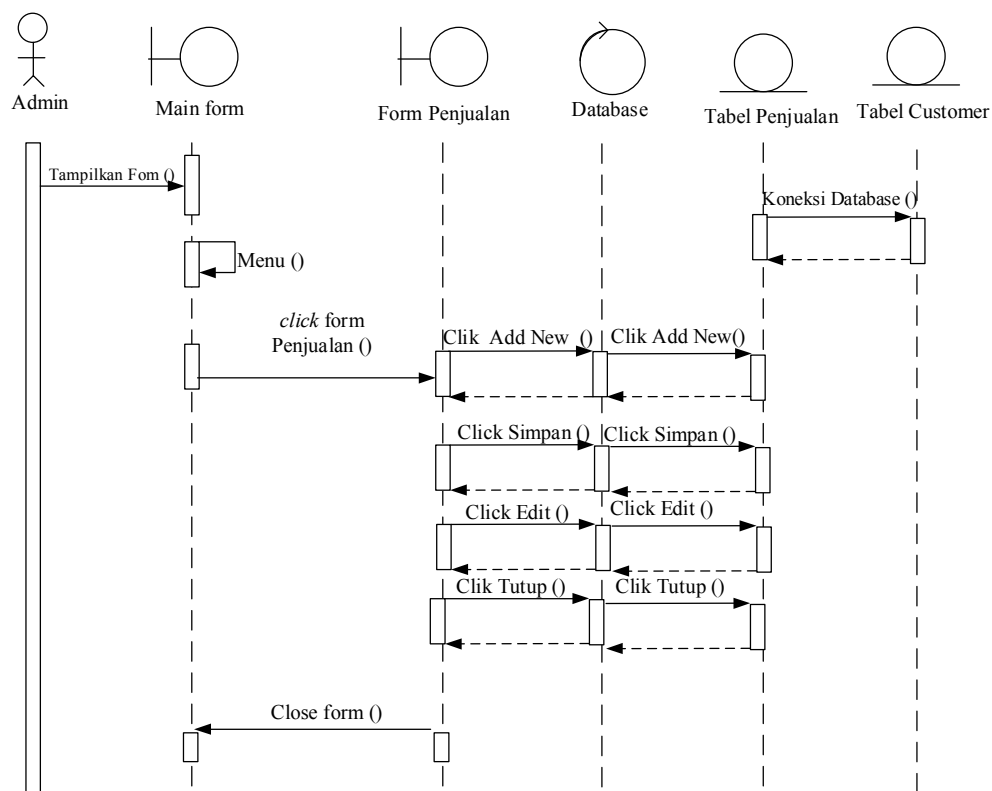 Admin
Main form
Form Penjualan
Database
Tabel Penjualan
Tabel Customer
Tampilkan Fom ()
Koneksi Database ()
Menu ()
click form
Penjualan ()
Clik Add New ()
Clik Add New()
Click Simpan ()
Click Simpan ()
Click Edit ()
Click Edit ()
Clik Tutup ()
Clik Tutup ()
Close form ()